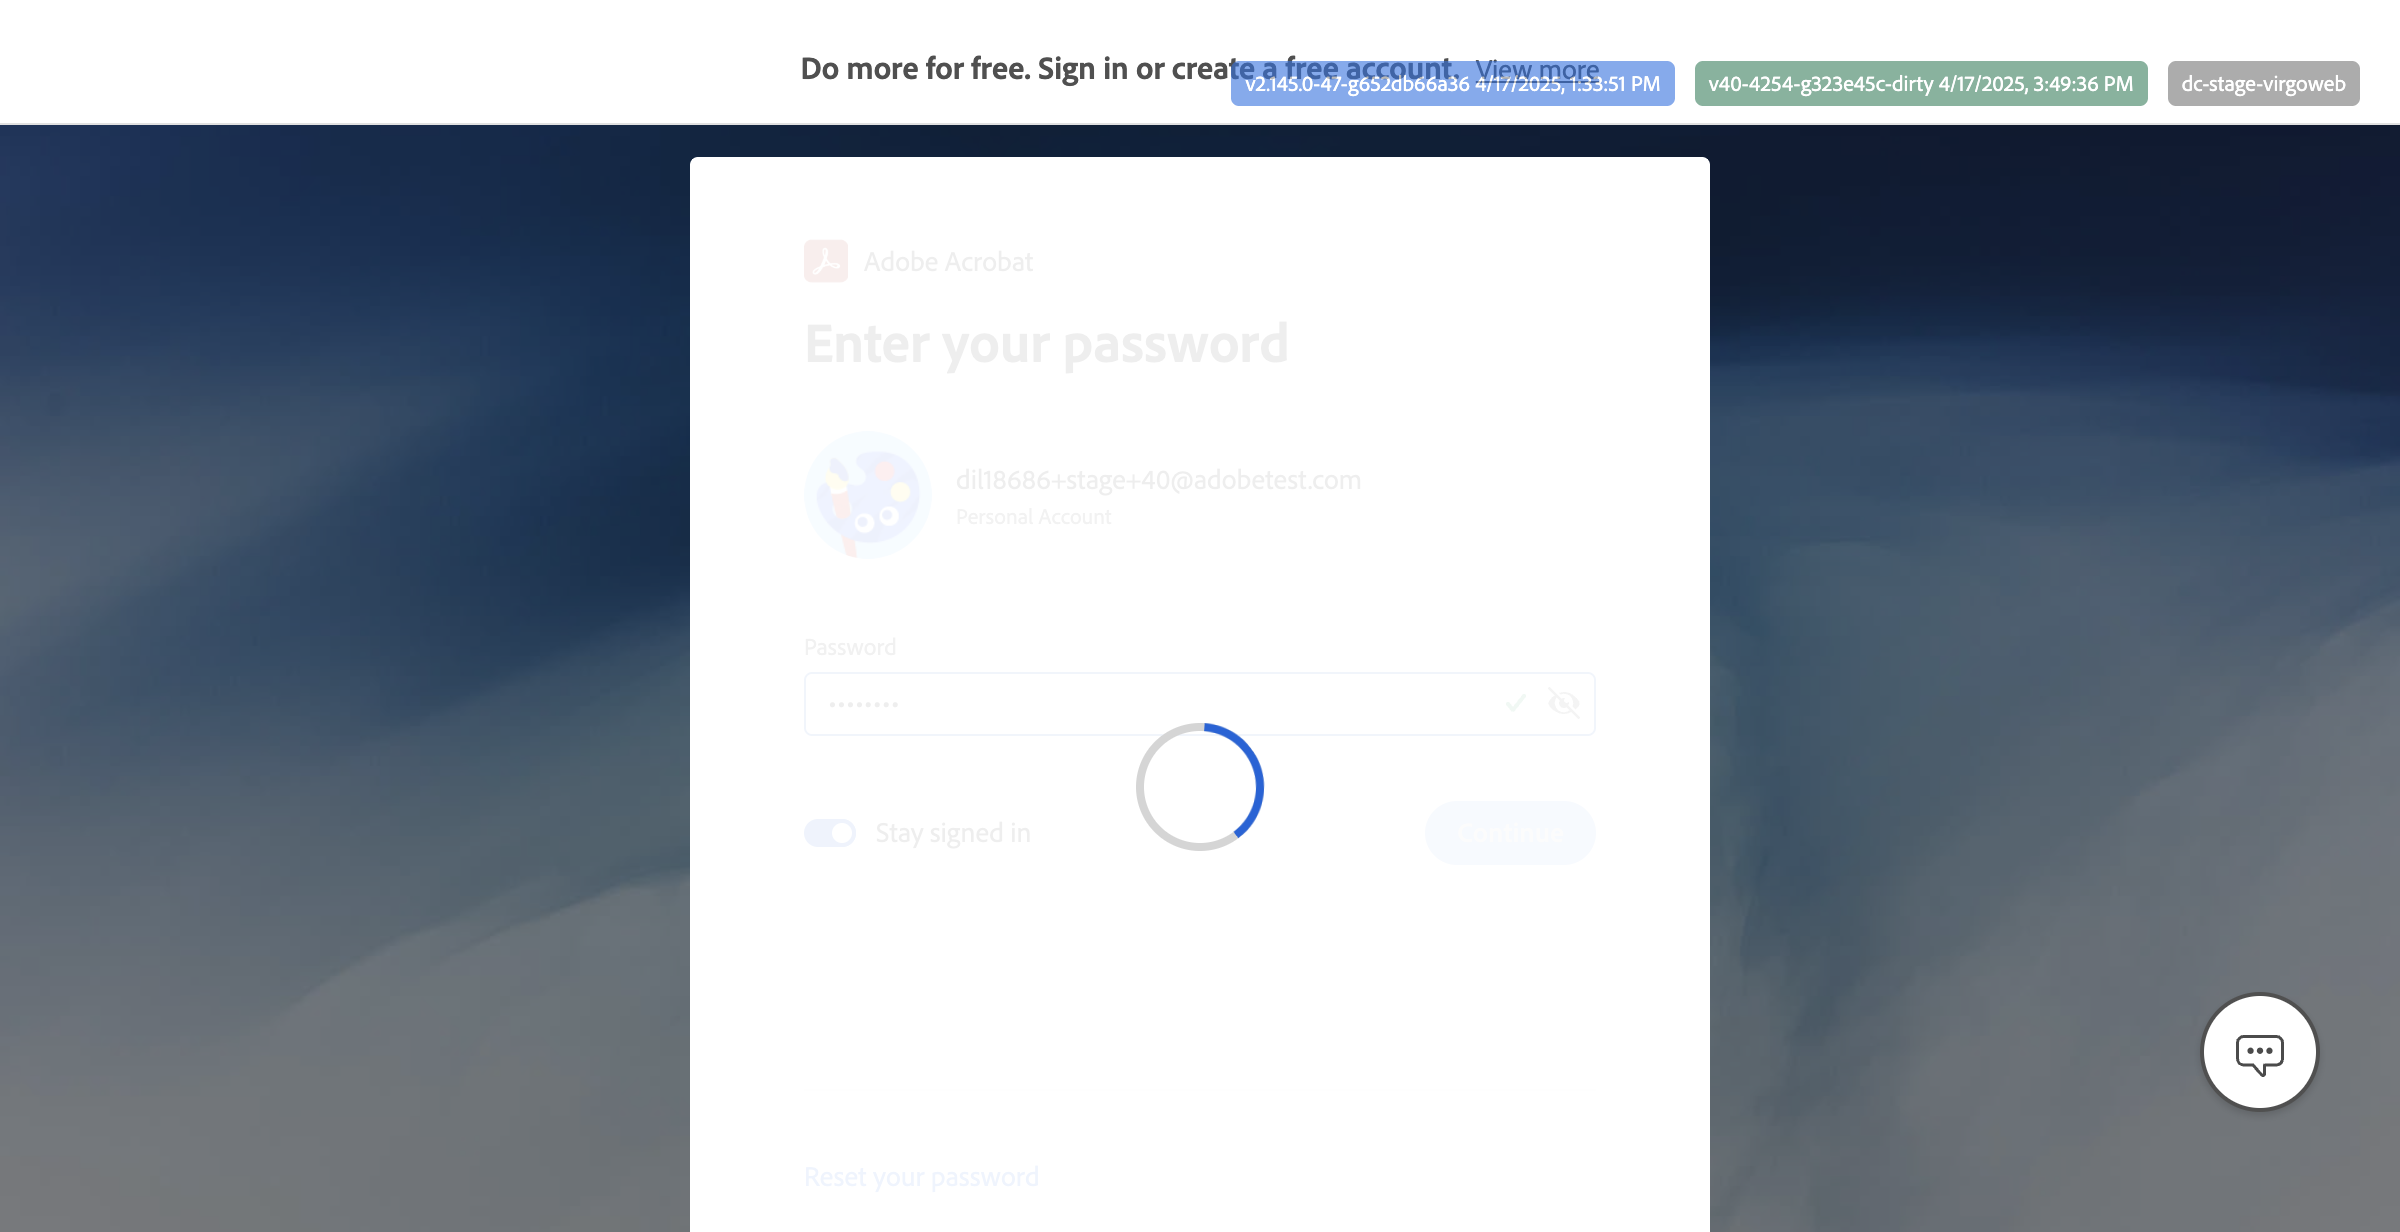 Do more for free. Sign in or create a free account. View more
v2.145.0-47-g652db66a36 4/17/2025, 1:33:51 PM
v40-4254-g323e45c-dirty 4/17/2025, 3:49:36 PM
dc-stage-virgoweb
Adobe Acrobat
Enter your password
dil18686+stage+40@adobetest.com
Personal Account
Password
••••••••
Stay signed in
Continue
Reset your password